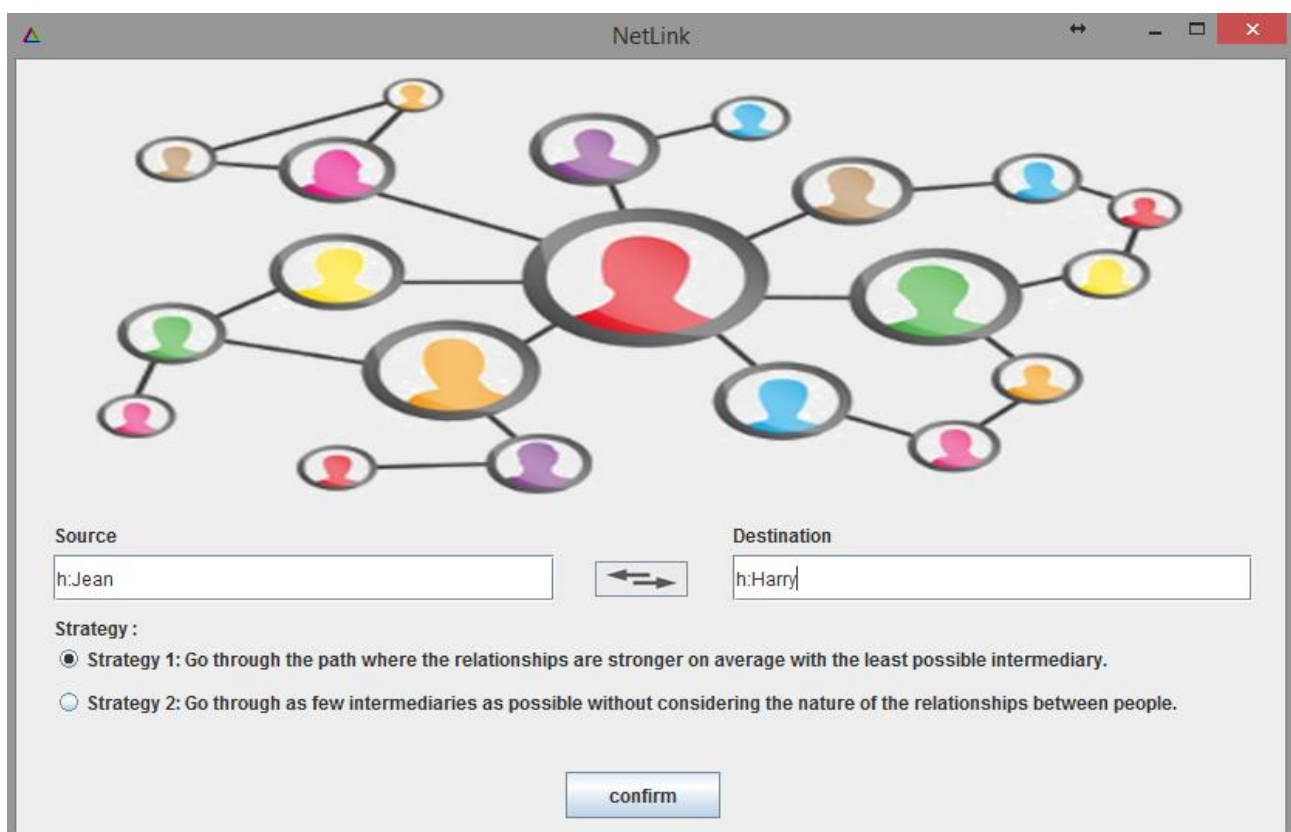 NetLink
Source
Destination
h:Jean
h:Harry
Strategy :
Strategy 1: Go through the path where the relationships are stronger on average with the least possible intermediary.
Strategy 2: Go through as few intermediaries as possible without considering the nature of the relationships between people.
confirm